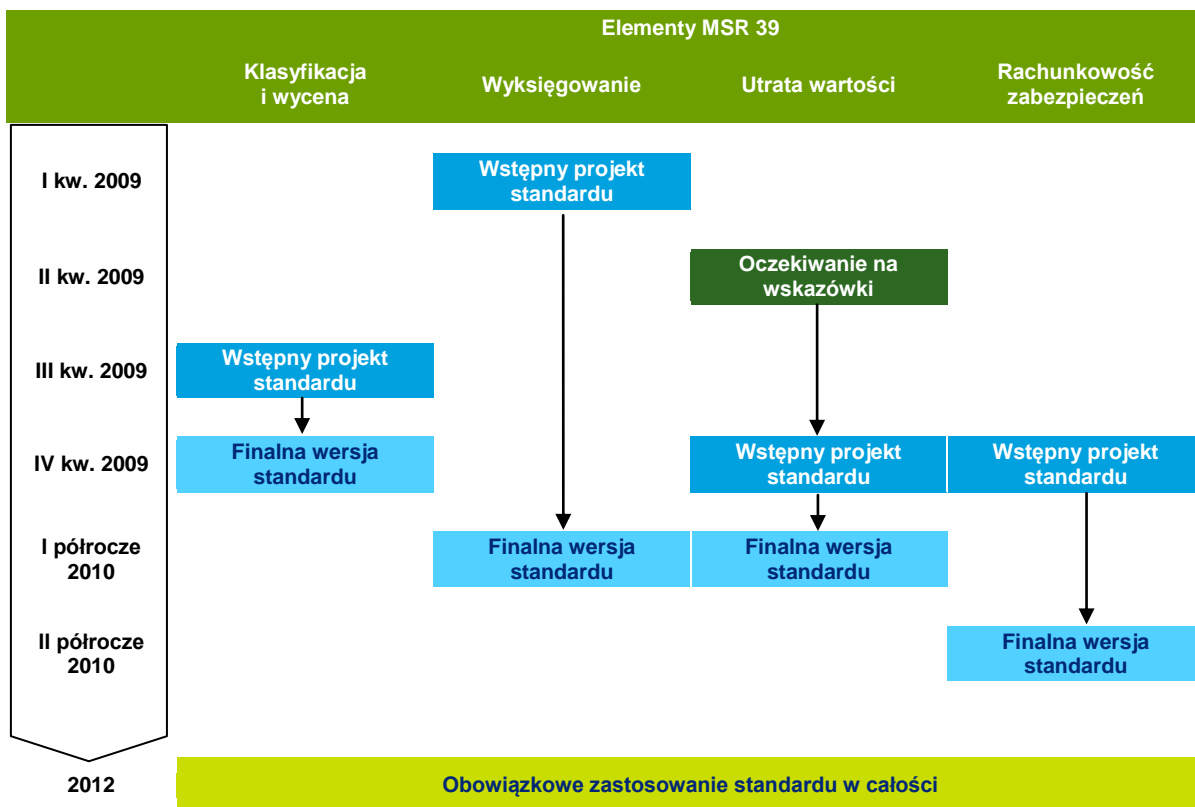 Elementy MSR 39
Klasyfikacja
i wycena
Wyksięgowanie
Utrata wartości
Rachunkowość
zabezpieczeń
I kw. 2009
Wstępny projekt
standardu
II kw. 2009
Oczekiwanie na
wskazówki
III kw. 2009
Wstępny projekt
standardu
IV kw. 2009
Finalna wersja
standardu
Wstępny projekt
standardu
Wstępny projekt
standardu
I półrocze
2010
Finalna wersja
standardu
Finalna wersja
standardu
II półrocze
2010
Finalna wersja
standardu
2012
Obowiązkowe zastosowanie standardu w całości